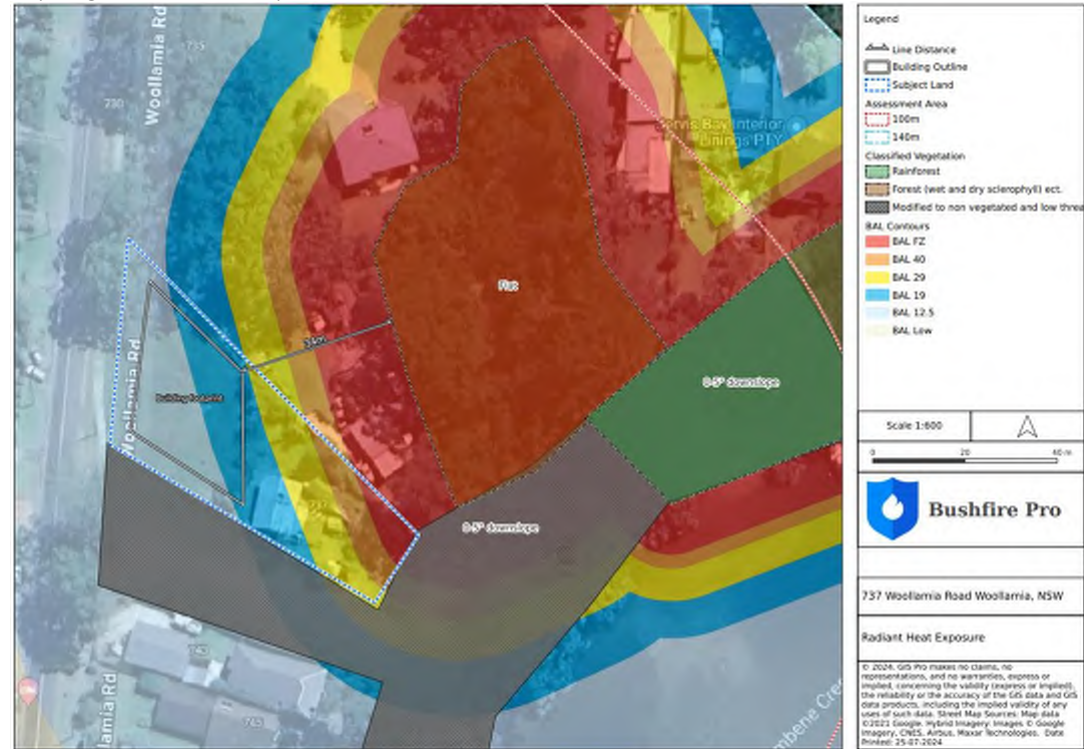 Woollamia Rd
735
230
Jervis Bay Interior
Linings PTY
Flat
34m
0-5° downslope
Building footprint
Woollamia Rd
0-5° downslope
740
745
Legend
Line Distance
Building Outline
Subject Land
Assessment Area
100m
140m
Classified Vegetation
Rainforest
Forest (wet and dry sclerophyll) ect.
Modified to non vegetated and low threa
BAL Contours
BAL FZ
BAL 40
BAL 29
BAL 19
BAL 12.5
BAL Low
Scale 1:600
0 20 40 m
Bushfire Pro
737 Woollamia Road Woollamia, NSW
Radiant Heat Exposure
© 2024, GIS Pro makes no claims, no
representations, and no warranties, express or
implied, concerning the validity (express or implied),
the reliability or the accuracy of the GIS data and GIS
data products, including the implied validity of any
uses of such data. Street Map Sources: Map data
©2021 Google. Hybrid Imagery: Images © Google
Imagery, CNES, Airbus, Maxar Technologies. Date
Printed: 25-07-2024